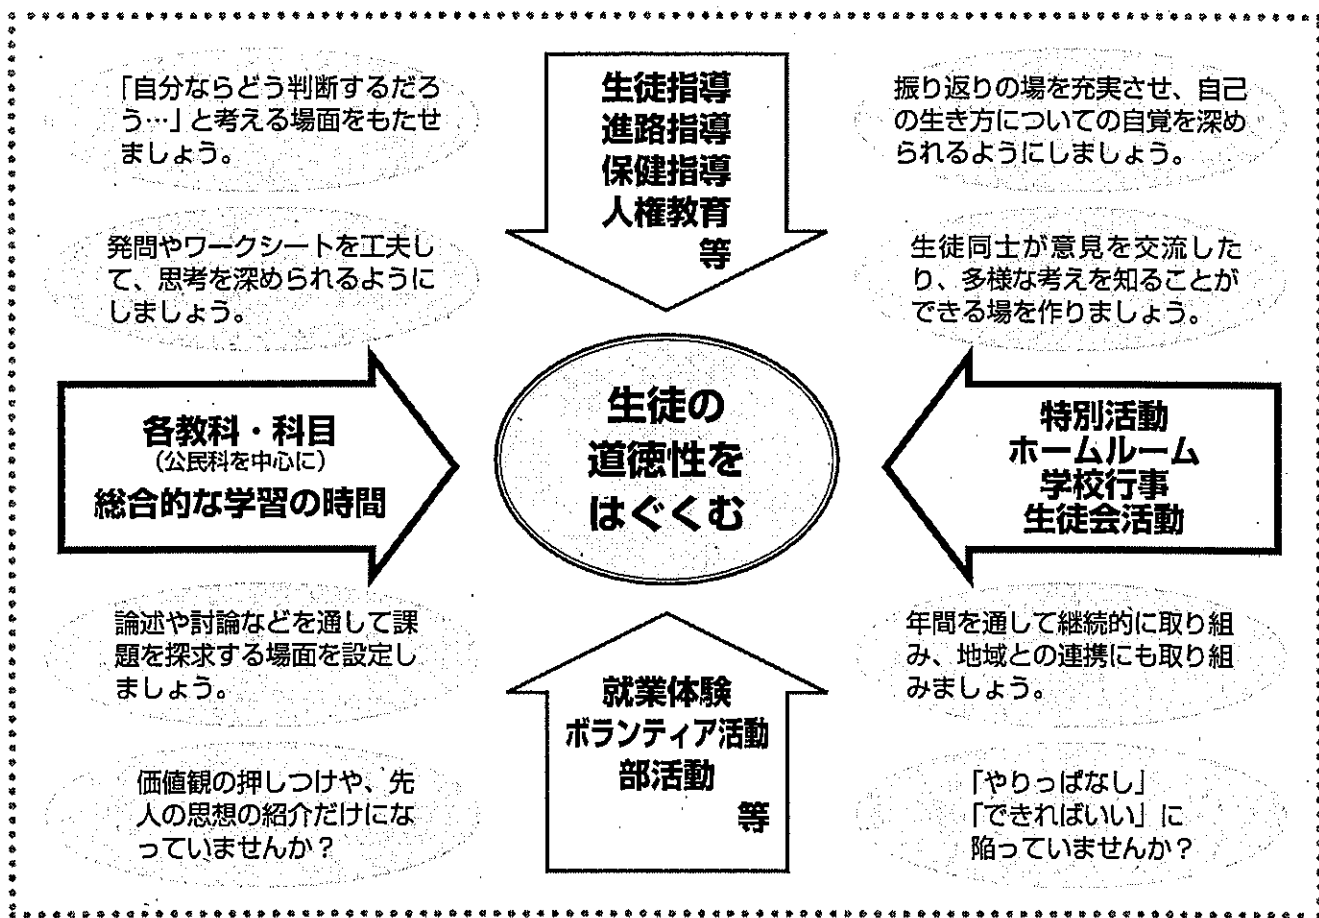 「自分ならどう判断するだろ
う…」と考える場面をもたせ
ましょう。
発問やワークシートを工夫し
て、思考を深められるように
しましょう。
生徒指導
進路指導
保健指導
人権教育
等
振り返りの場を充実させ、自己
の生き方についての自覚を深め
られるようにしましょう。
生徒同士が意見を交流した
り、多様な考えを知ることが
できる場を作りましょう。
各教科・科目
(公民科を中心に)
総合的な学習の時間
生徒の
道徳性を
はぐくむ
特別活動
ホームルーム
学校行事
生徒会活動
論述や討論などを通して課
題を探求する場面を設定し
ましょう。
価値観の押しつけや、先
人の思想の紹介だけにな
っていませんか？
就業体験
ボランティア活動
部活動
等
年間を通して継続的に取り組
み、地域との連携にも取り組
みましょう。
「やりっぱなし」
「できればいい」に
陥っていませんか？